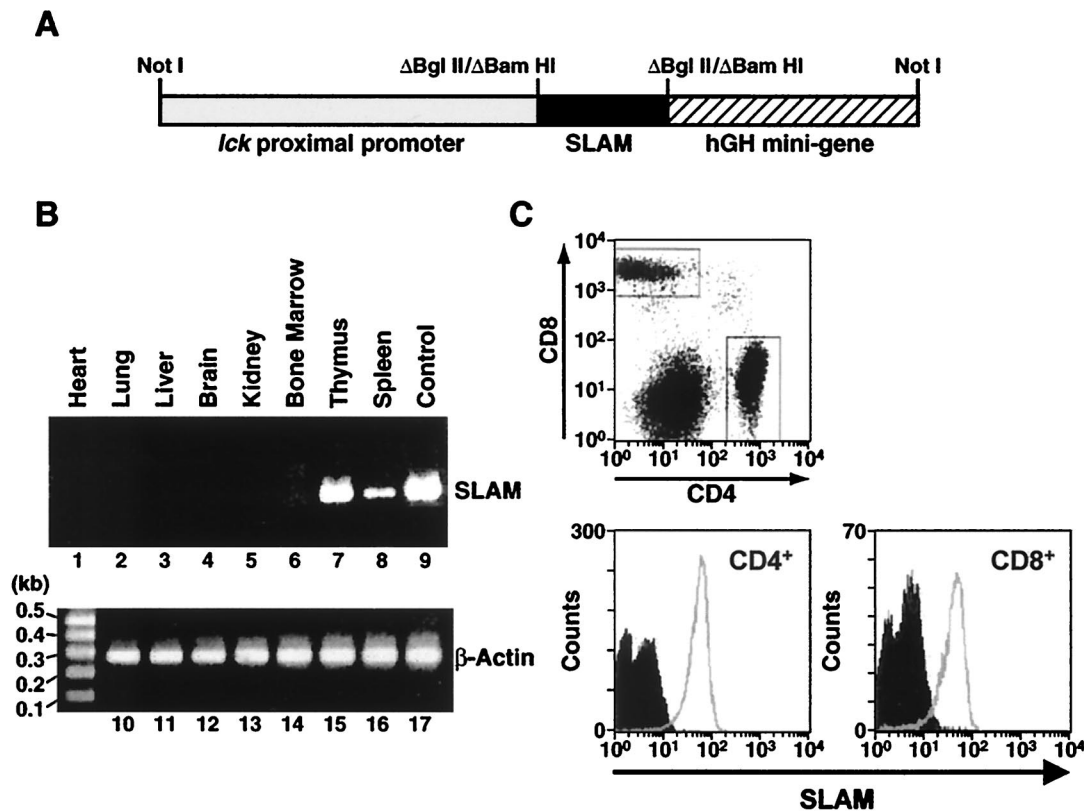 A
Not I ΔBgl II/ΔBam HI ΔBgl II/ΔBam HI Not I
lck proximal promoter SLAM hGH mini-gene
B
Heart
Lung
Liver
Brain
Kidney
Bone Marrow
Thymus
Spleen
Control
SLAM
1 2 3 4 5 6 7 8 9
(kb)
0.5
0.4
0.3
0.2
0.1
β-Actin
10 11 12 13 14 15 16 17
C
10⁴
10³
10²
10¹
10⁰
CD8
10⁰ 10¹ 10² 10³ 10⁴
CD4
300
Counts
0
CD4⁺
10⁰ 10¹ 10² 10³ 10⁴
70
Counts
0
CD8⁺
10⁰ 10¹ 10² 10³ 10⁴
SLAM